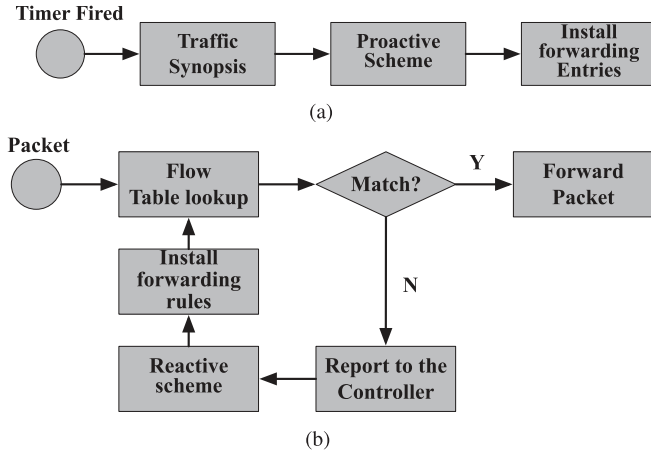 Timer Fired
Traffic
Synopsis
Proactive
Scheme
Install
forwarding
Entries
(a)
Packet
Flow
Table lookup
Match?
Y
Forward
Packet
Install
forwarding
rules
N
Reactive
scheme
Report to the
Controller
(b)